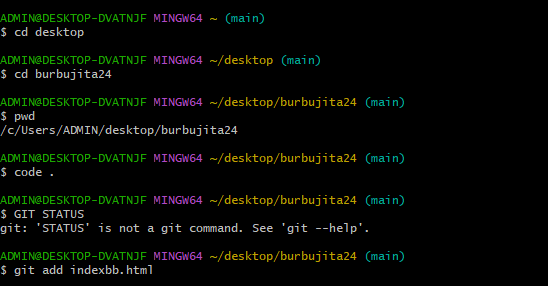 ADMIN@DESKTOP-DVATNJF MINGW64 ~ (main)
$ cd desktop
ADMIN@DESKTOP-DVATNJF MINGW64 ~/desktop (main)
$ cd burbujita24
ADMIN@DESKTOP-DVATNJF MINGW64 ~/desktop/burbujita24 (main)
$ pwd
/c/Users/ADMIN/desktop/burbujita24
ADMIN@DESKTOP-DVATNJF MINGW64 ~/desktop/burbujita24 (main)
$ code .
ADMIN@DESKTOP-DVATNJF MINGW64 ~/desktop/burbujita24 (main)
$ GIT STATUS
git: 'STATUS' is not a git command. See 'git --help'.
ADMIN@DESKTOP-DVATNJF MINGW64 ~/desktop/burbujita24 (main)
$ git add indexbb.html